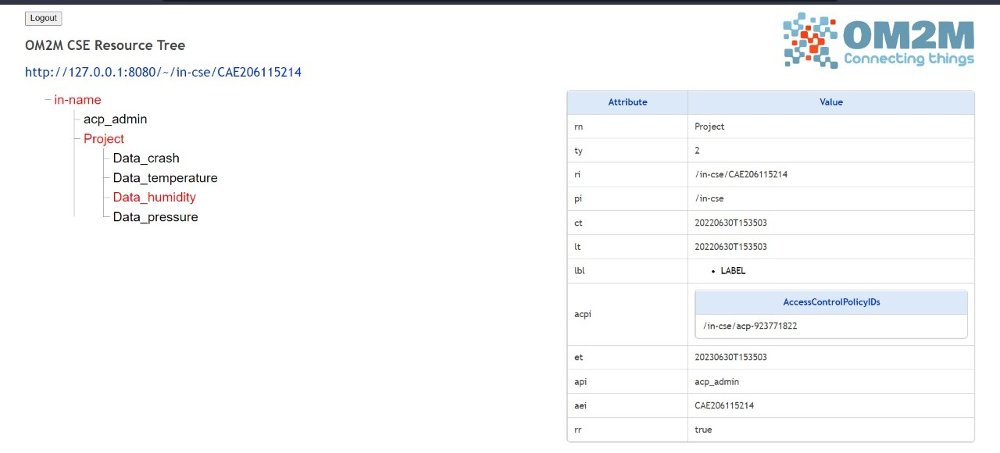 Logout
OM2M CSE Resource Tree
OM2M
Connecting things
http://127.0.0.1:8080/~/in-cse/CAE206115214
in-name
acp_admin
Project
Data_crash
Data_temperature
Data_humidity
Data_pressure
Attribute Value
rn Project
ty 2
ri /in-cse/CAE206115214
pi /in-cse
ct 20220630T153503
lt 20220630T153503
lbl • LABEL
acpi
AccessControlPolicyIDs
/in-cse/acp-923771822
et 20230630T153503
api acp_admin
aei CAE206115214
rr true